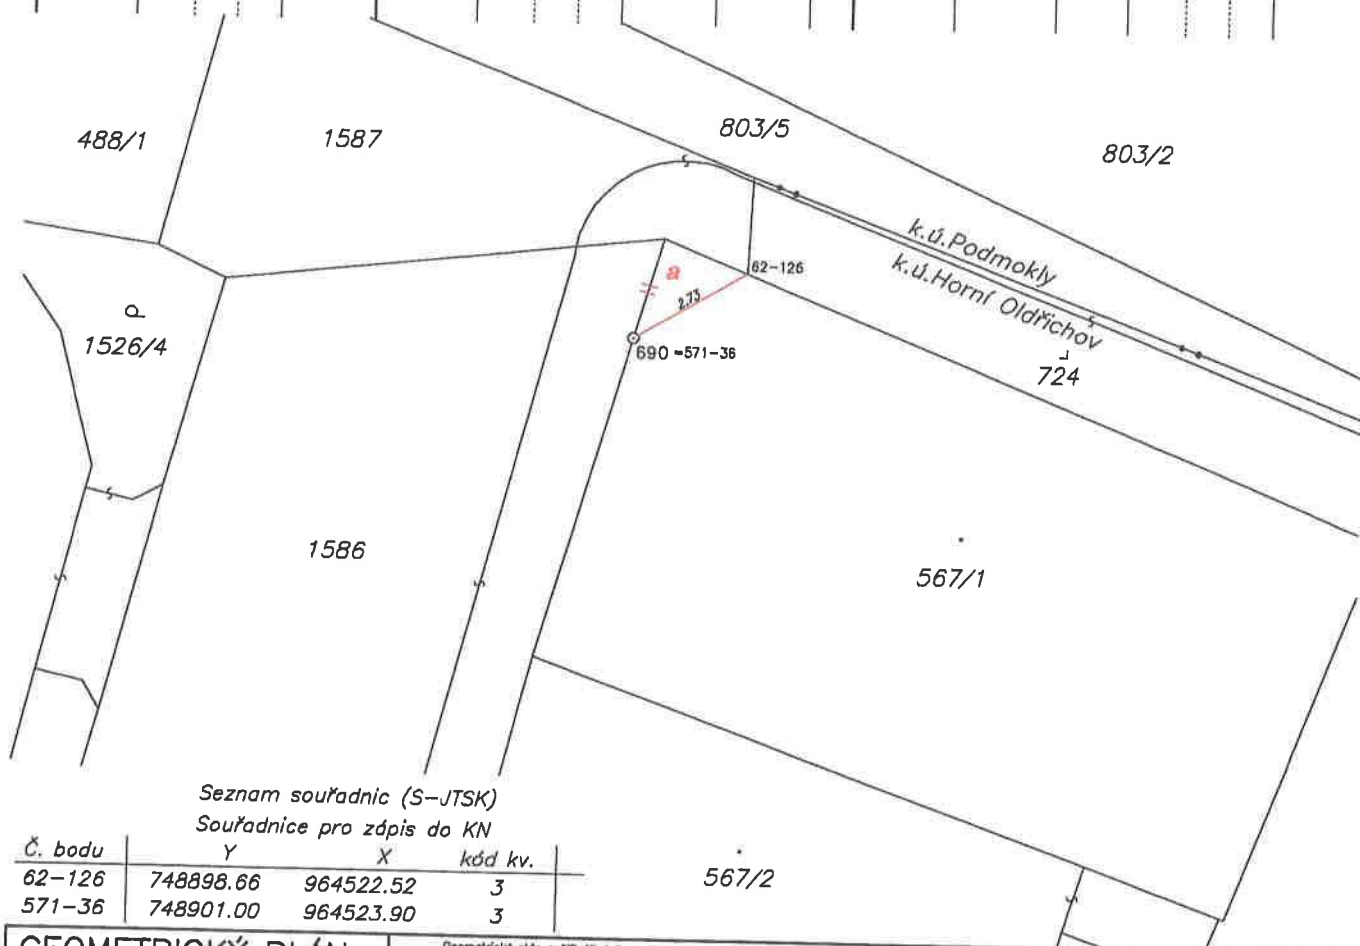 488/1
1587
803/5
803/2
k.ú.Podmokly
k.ú.Horní Oldřichov
62-126
a
2.73
690=571-36
1526/4
724
1586
567/1
Seznam souřadnic (S-JTSK)
Souřadnice pro zápis do KN
Č. bodu Y X kód kv.
62-126 748898.66 964522.52 3
571-36 748901.00 964523.90 3
567/2
GEOMETRICKÝ PLÁN